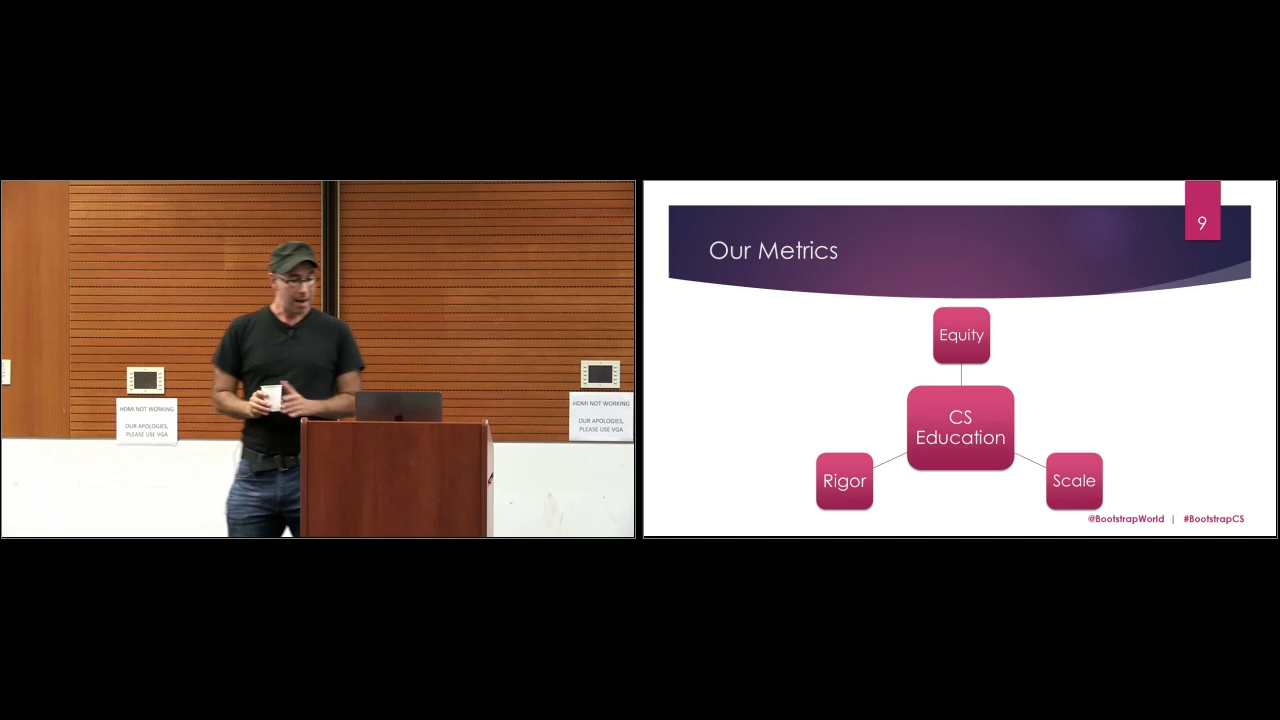 HDMI NOT WORKING
OUR APOLOGIES,
PLEASE USE VGA
HDMI NOT WORKING
OUR APOLOGIES,
PLEASE USE VGA
9
Our Metrics
Equity
CS
Education
Rigor
Scale
@BootstrapWorld | #BootstrapCS